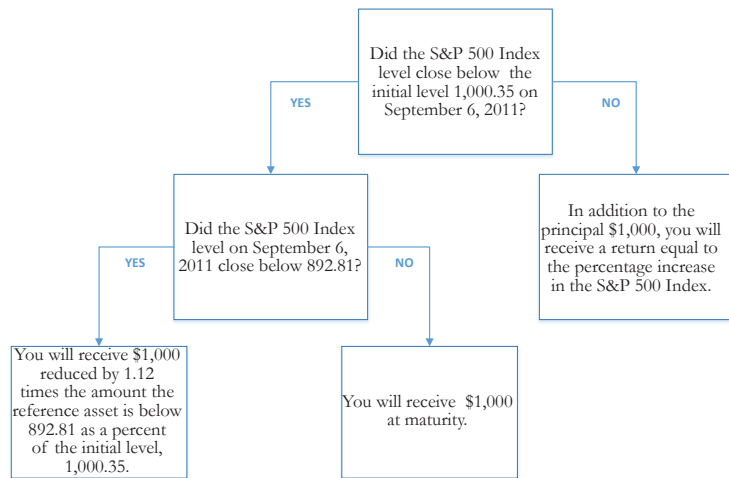 Did the S&P 500 Index
level close below the
initial level 1,000.35 on
September 6, 2011?
YES
NO
Did the S&P 500 Index
level on September 6,
2011 close below 892.81?
In addition to the
principal $1,000, you will
receive a return equal to
the percentage increase
in the S&P 500 Index.
YES
NO
You will receive $1,000
reduced by 1.12
times the amount the
reference asset is below
892.81 as a percent
of the initial level,
1,000.35.
You will receive $1,000
at maturity.